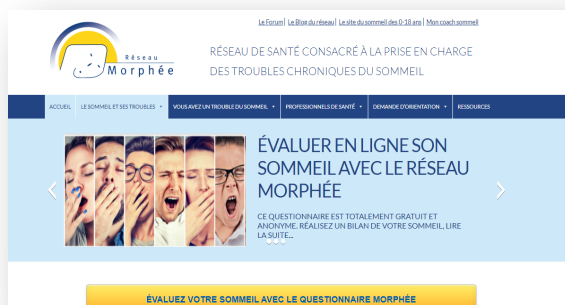 Le Forum| Le Blog du réseau| Le site du sommeil des 0-18 ans| Mon coach sommeil
Réseau
Morphée
RÉSEAU DE SANTÉ CONSACRÉ À LA PRISE EN CHARGE
DES TROUBLES CHRONIQUES DU SOMMEIL
ACCUEIL LE SOMMEIL ET SES TROUBLES VOUS AVEZ UN TROUBLE DU SOMMEIL PROFESSIONNELS DE SANTÉ DEMANDE D'ORIENTATION RESSOURCES
ÉVALUER EN LIGNE SON
SOMMEIL AVEC LE RÉSEAU
MORPHÉE
CE QUESTIONNAIRE EST TOTALEMENT GRATUIT ET
ANONYME. RÉALISEZ UN BILAN DE VOTRE SOMMEIL, LIRE
LA SUITE...
ÉVALUEZ VOTRE SOMMEIL AVEC LE QUESTIONNAIRE MORPHÉE